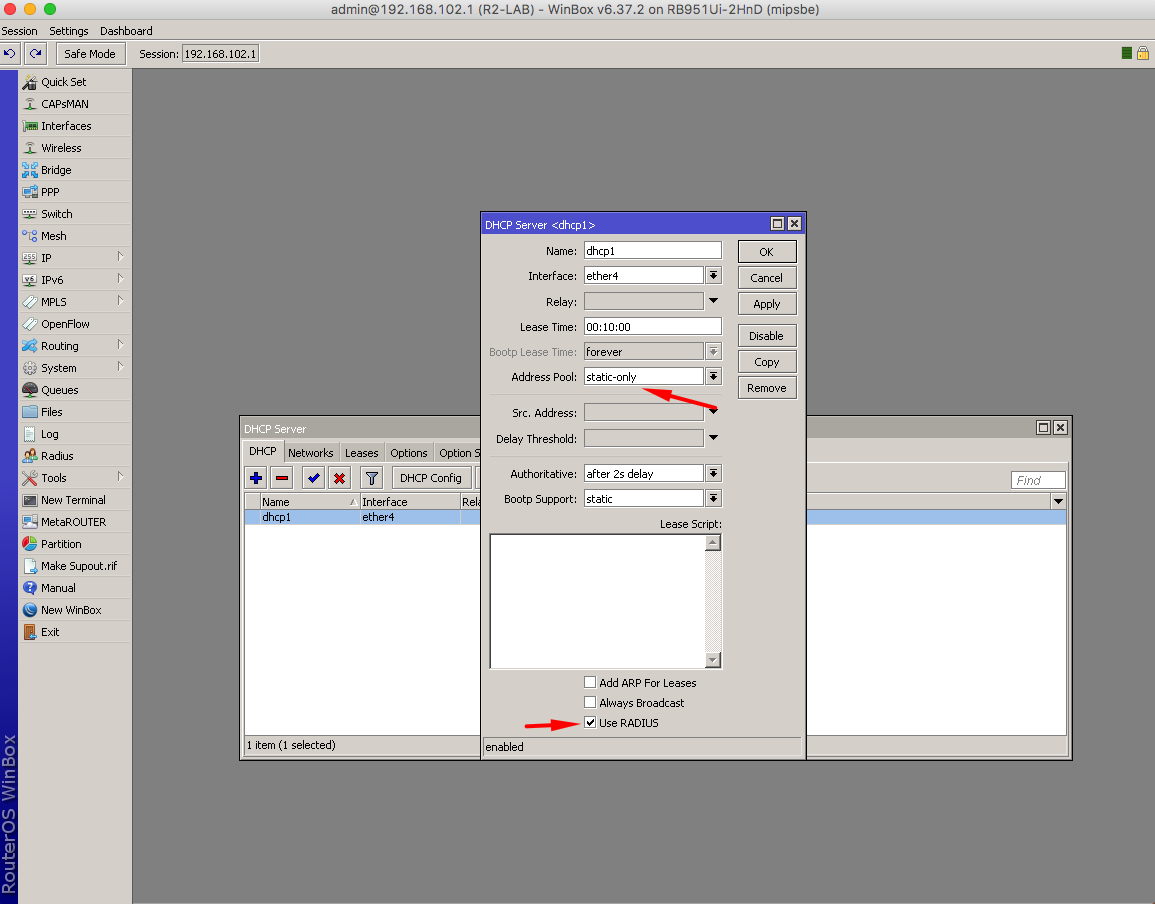 admin@192.168.102.1 (R2-LAB) - WinBox v6.37.2 on RB951Ui-2HnD (mipsbe)
Session Settings Dashboard
Safe Mode Session: 192.168.102.1
Quick Set
CAPsMAN
Interfaces
Wireless
Bridge
PPP
Switch
Mesh
IP
IPv6
MPLS
OpenFlow
Routing
System
Queues
Files
Log
Radius
Tools
New Terminal
MetaROUTER
Partition
Make Supout.rif
Manual
New WinBox
Exit
RouterOS WinBox
DHCP Server <dhcp1>
Name: dhcp1
Interface: ether4
Relay:
Lease Time: 00:10:00
Bootp Lease Time: forever
Address Pool: static-only
Src. Address:
Delay Threshold:
Authoritative: after 2s delay
Bootp Support: static
Lease Script:
Add ARP For Leases
Always Broadcast
Use RADIUS
enabled
OK
Cancel
Apply
Disable
Copy
Remove
DHCP Server
DHCP Networks Leases Options Option S
DHCP Config
Find
Name Interface Rela
dhcp1 ether4
1 item (1 selected)